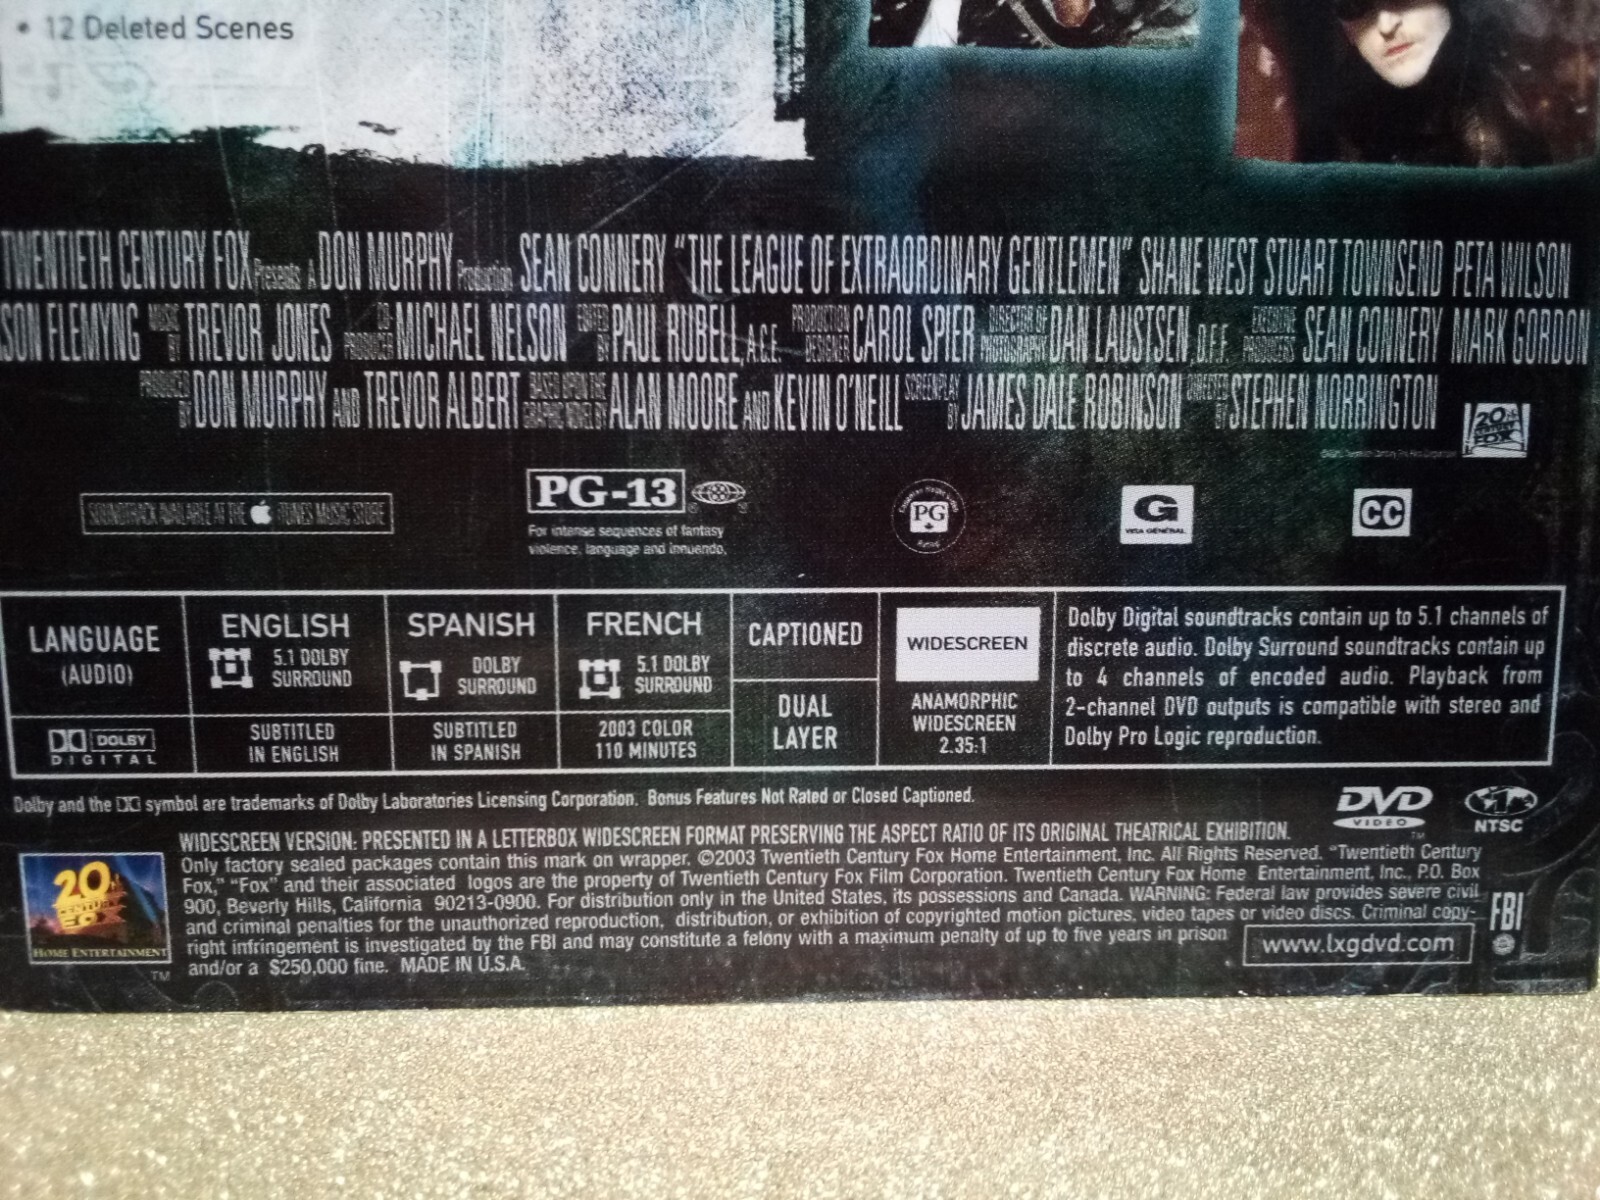 • 12 Deleted Scenes
TWENTIETH CENTURY FOX Presents A DON MURPHY Production SEAN CONNERY "THE LEAGUE OF EXTRAORDINARY GENTLEMEN" SHANE WEST STUART TOWNSEND PETA WILSON
SON FLEMYNG MUSIC BY TREVOR JONES CO PRODUCER MICHAEL NELSON EDITED BY PAUL RUBELL, A.C.E. PRODUCTION DESIGNER CAROL SPIER DIRECTOR OF PHOTOGRAPHY DAN LAUSTSEN, D.F.F. EXECUTIVE PRODUCERS SEAN CONNERY MARK GORDON
PRODUCED BY DON MURPHY AND TREVOR ALBERT BASED UPON THE GRAPHIC NOVEL BY ALAN MOORE AND KEVIN O'NEILL SCREENPLAY BY JAMES DALE ROBINSON DIRECTED BY STEPHEN NORRINGTON
20th CENTURY FOX
SOUNDTRACK AVAILABLE AT THE iTUNES MUSIC STORE
PG-13
For intense sequences of fantasy
violence, language and innuendo.
PG
G
VISA GÉNÉRAL
CC
LANGUAGE
(AUDIO)
ENGLISH
5.1 DOLBY
SURROUND
SPANISH
DOLBY
SURROUND
FRENCH
5.1 DOLBY
SURROUND
CAPTIONED
WIDESCREEN
DOLBY
DIGITAL
SUBTITLED
IN ENGLISH
SUBTITLED
IN SPANISH
2003 COLOR
110 MINUTES
DUAL
LAYER
ANAMORPHIC
WIDESCREEN
2.35:1
Dolby Digital soundtracks contain up to 5.1 channels of
discrete audio. Dolby Surround soundtracks contain up
to 4 channels of encoded audio. Playback from
2-channel DVD outputs is compatible with stereo and
Dolby Pro Logic reproduction.
Dolby and the symbol are trademarks of Dolby Laboratories Licensing Corporation. Bonus Features Not Rated or Closed Captioned.
DVD
VIDEO
TM
NTSC
WIDESCREEN VERSION: PRESENTED IN A LETTERBOX WIDESCREEN FORMAT PRESERVING THE ASPECT RATIO OF ITS ORIGINAL THEATRICAL EXHIBITION.
Only factory sealed packages contain this mark on wrapper. ©2003 Twentieth Century Fox Home Entertainment, Inc. All Rights Reserved. "Twentieth Century
Fox," "Fox" and their associated logos are the property of Twentieth Century Fox Film Corporation. Twentieth Century Fox Home Entertainment, Inc., P.O. Box
900, Beverly Hills, California 90213-0900. For distribution only in the United States, its possessions and Canada. WARNING: Federal law provides severe civil
and criminal penalties for the unauthorized reproduction, distribution, or exhibition of copyrighted motion pictures, video tapes or video discs. Criminal copy-
right infringement is investigated by the FBI and may constitute a felony with a maximum penalty of up to five years in prison
and/or a $250,000 fine. MADE IN U.S.A.
20th
CENTURY
FOX
HOME ENTERTAINMENT
TM
www.lxgdvd.com
FBI